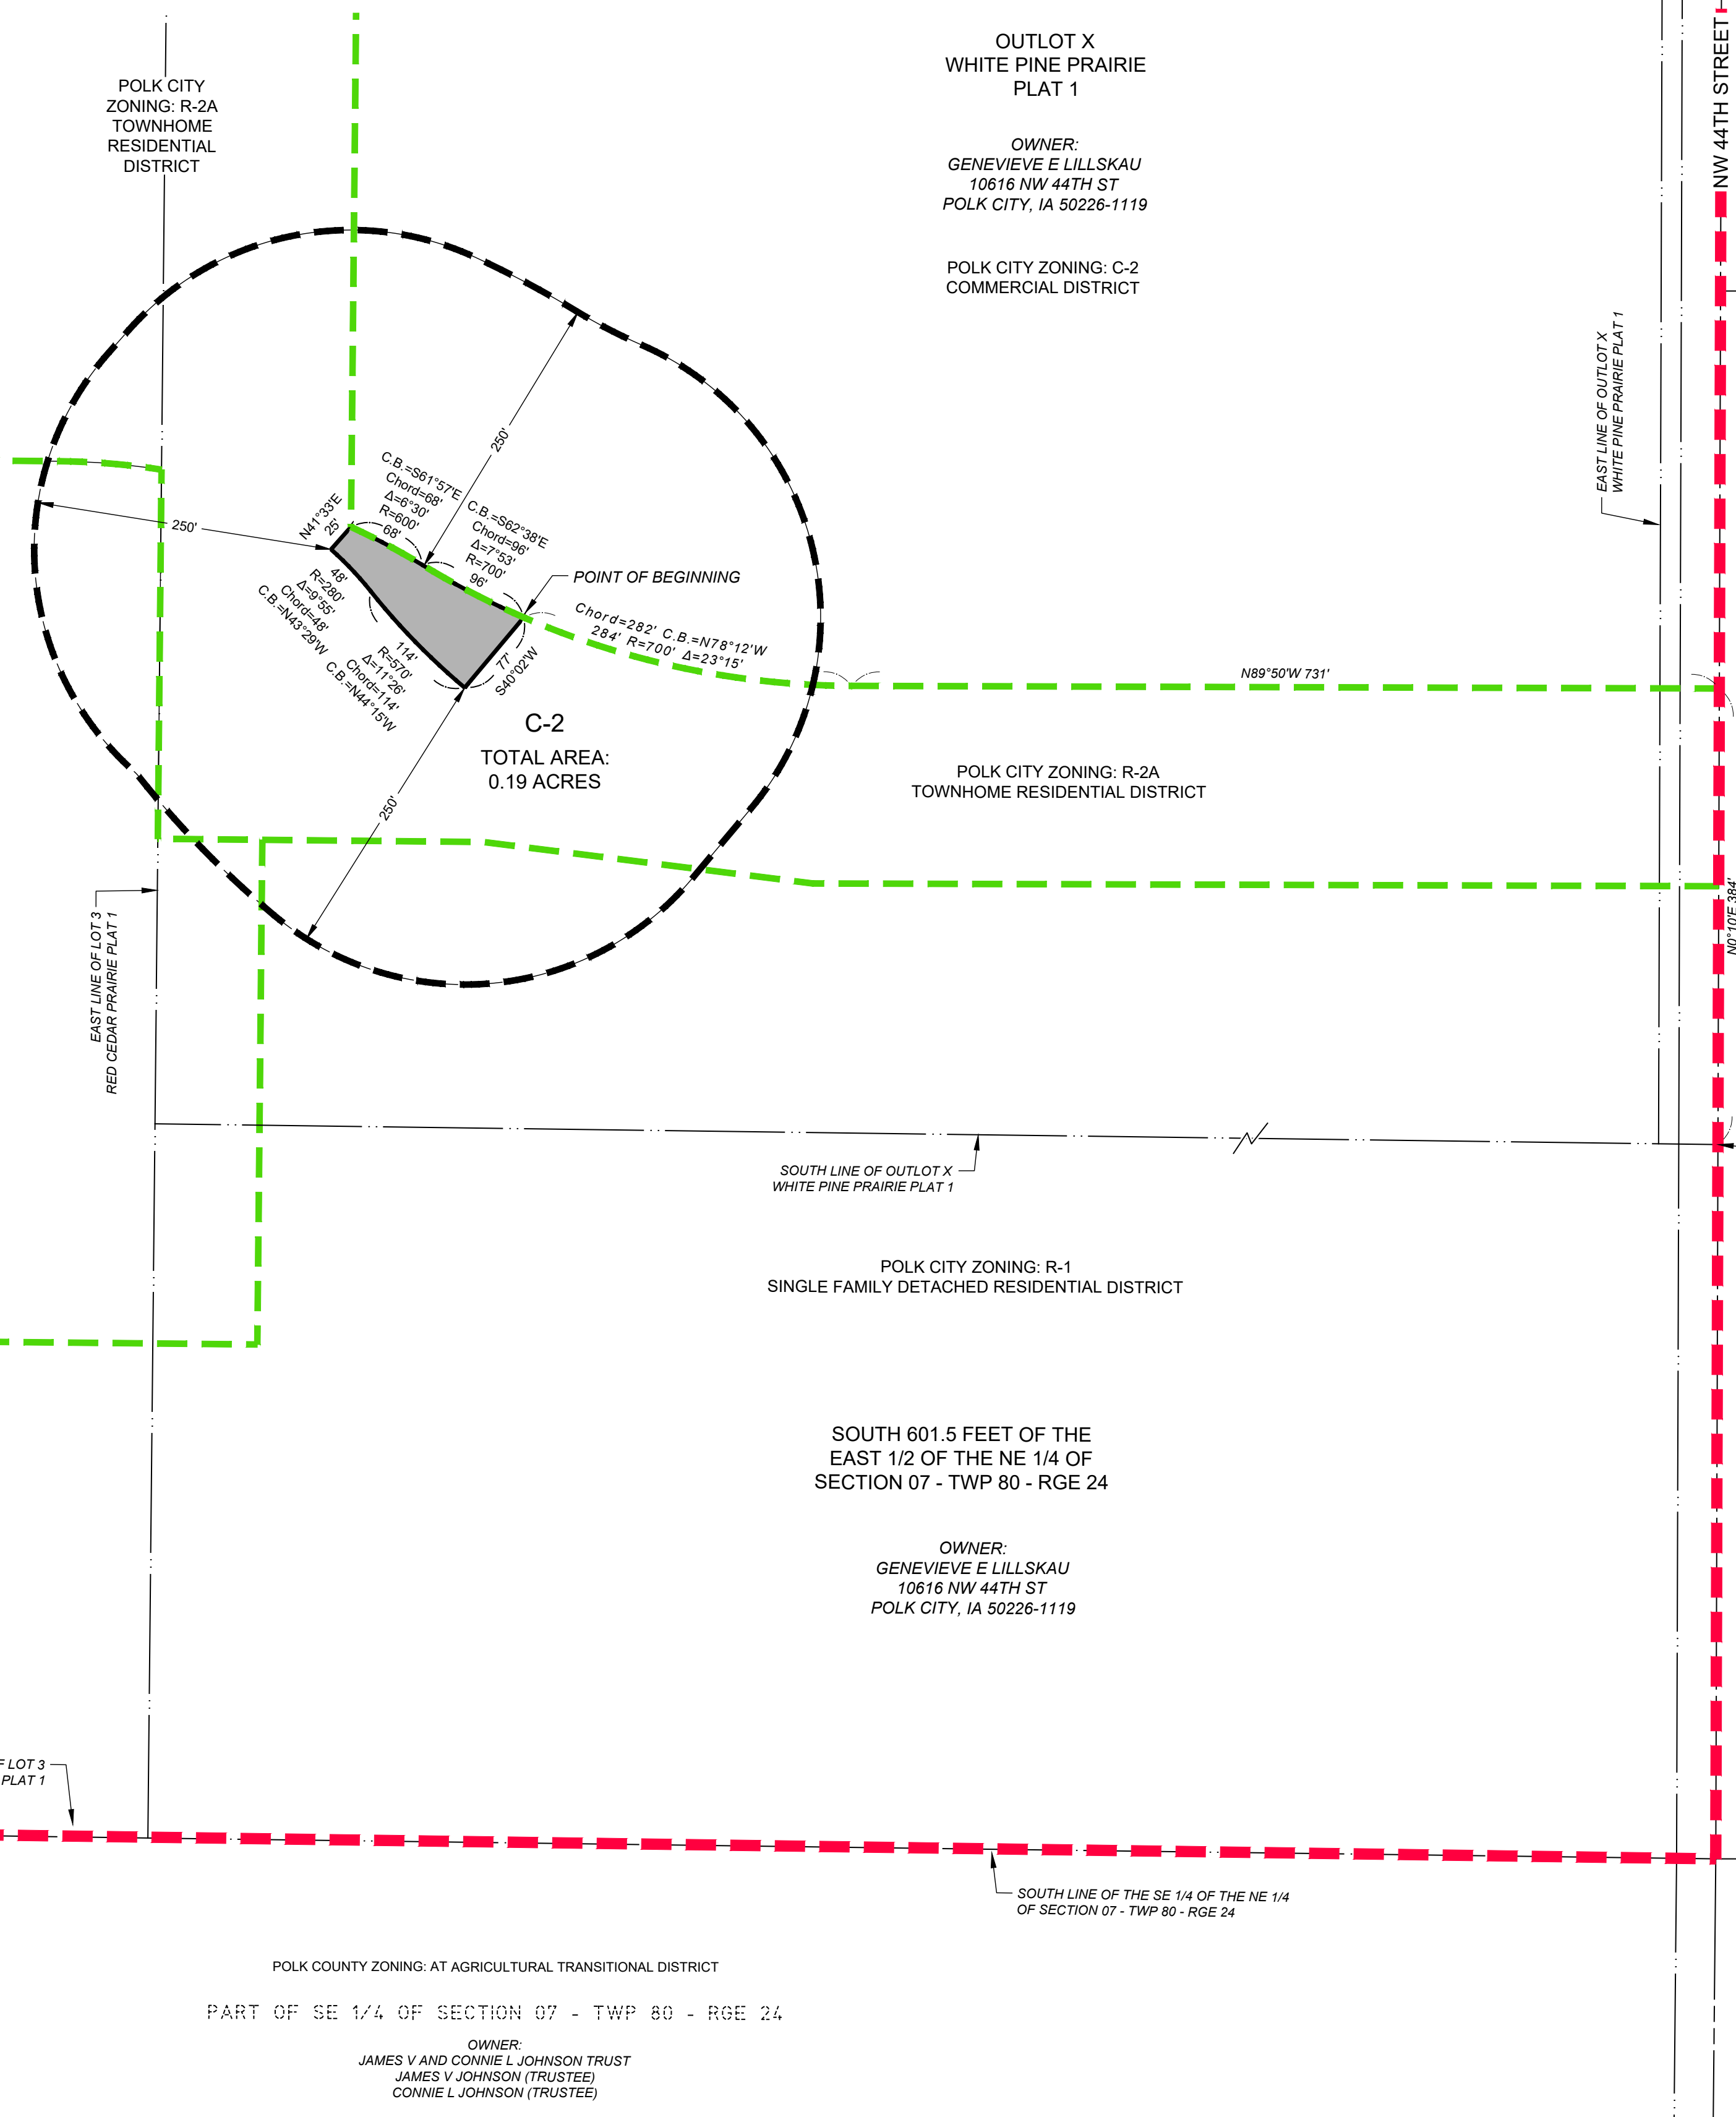 OUTLOT X
WHITE PINE PRAIRIE
PLAT 1
OWNER:
GENEVIEVE E LILLSKAU
10616 NW 44TH ST
POLK CITY, IA 50226-1119
POLK CITY ZONING: C-2
COMMERCIAL DISTRICT
NW 44TH STREET
POLK CITY
ZONING: R-2A
TOWNHOME
RESIDENTIAL
DISTRICT
EAST LINE OF OUTLOT X
WHITE PINE PRAIRIE PLAT 1
250'
250'
N41°33'E
25'
C.B.=S61°57'E
Chord=68'
Δ=6°30'
R=600'
68'
C.B.=S62°38'E
Chord=96'
Δ=7°53'
R=700'
96'
POINT OF BEGINNING
Chord=282' C.B.=N78°12'W
284' R=700' Δ=23°15'
48'
R=280'
Δ=9°55'
Chord=48'
C.B.=N43°29'W
114'
R=570'
Δ=11°26'
Chord=114'
C.B.=N44°15'W
77'
S40°02'W
N89°50'W 731'
C-2
TOTAL AREA:
0.19 ACRES
250'
POLK CITY ZONING: R-2A
TOWNHOME RESIDENTIAL DISTRICT
N0°10'E 384'
EAST LINE OF LOT 3
RED CEDAR PRAIRIE PLAT 1
SOUTH LINE OF OUTLOT X
WHITE PINE PRAIRIE PLAT 1
POLK CITY ZONING: R-1
SINGLE FAMILY DETACHED RESIDENTIAL DISTRICT
SOUTH 601.5 FEET OF THE
EAST 1/2 OF THE NE 1/4 OF
SECTION 07 - TWP 80 - RGE 24
OWNER:
GENEVIEVE E LILLSKAU
10616 NW 44TH ST
POLK CITY, IA 50226-1119
F LOT 3
PLAT 1
SOUTH LINE OF THE SE 1/4 OF THE NE 1/4
OF SECTION 07 - TWP 80 - RGE 24
POLK COUNTY ZONING: AT AGRICULTURAL TRANSITIONAL DISTRICT
PART OF SE 1/4 OF SECTION 07 - TWP 80 - RGE 24
OWNER:
JAMES V AND CONNIE L JOHNSON TRUST
JAMES V JOHNSON (TRUSTEE)
CONNIE L JOHNSON (TRUSTEE)